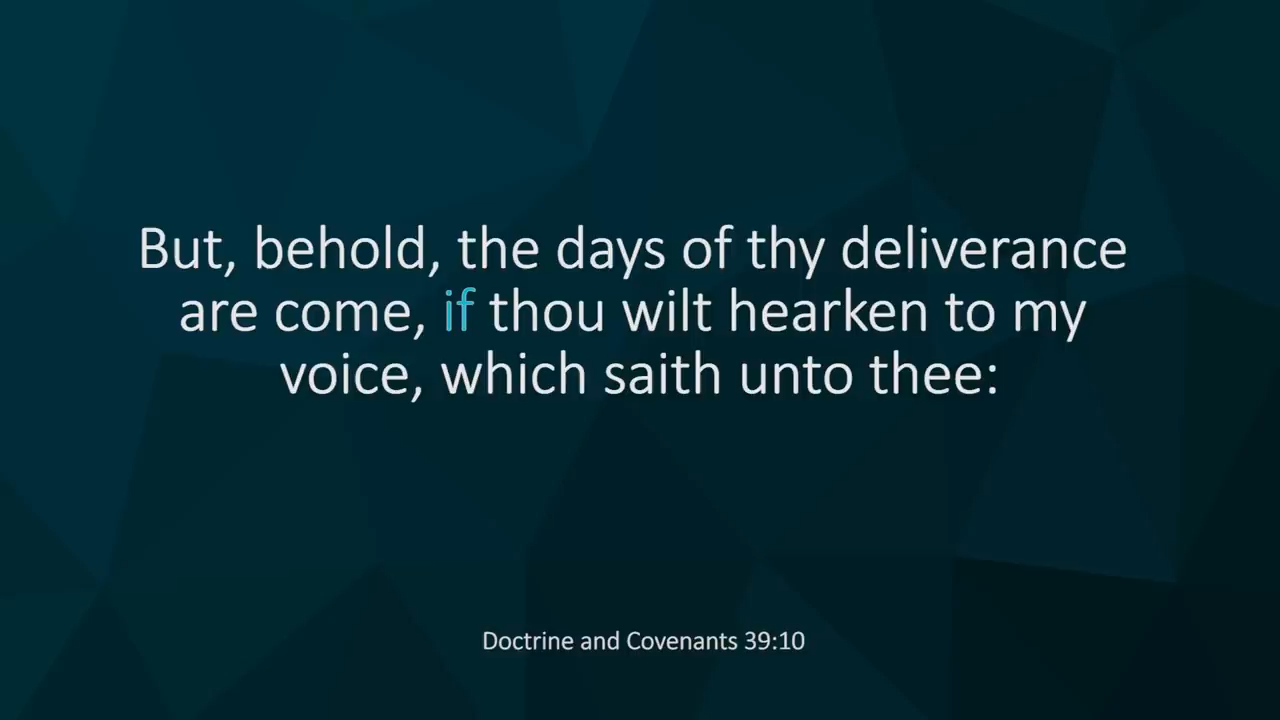 But, behold, the days of thy deliverance
are come, if thou wilt hearken to my
voice, which saith unto thee:
Doctrine and Covenants 39:10